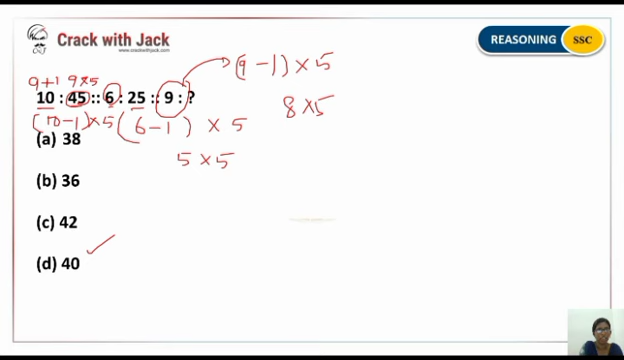 Crack with Jack
www.crackwithjack.com
REASONING SSC
(9 - 1) × 5
9+1 9×5
10 : 45 :: 6 : 25 :: 9 : ?
8 × 5
(10 - 1) × 5 (6 - 1) × 5
(a) 38
5 × 5
(b) 36
(c) 42
(d) 40